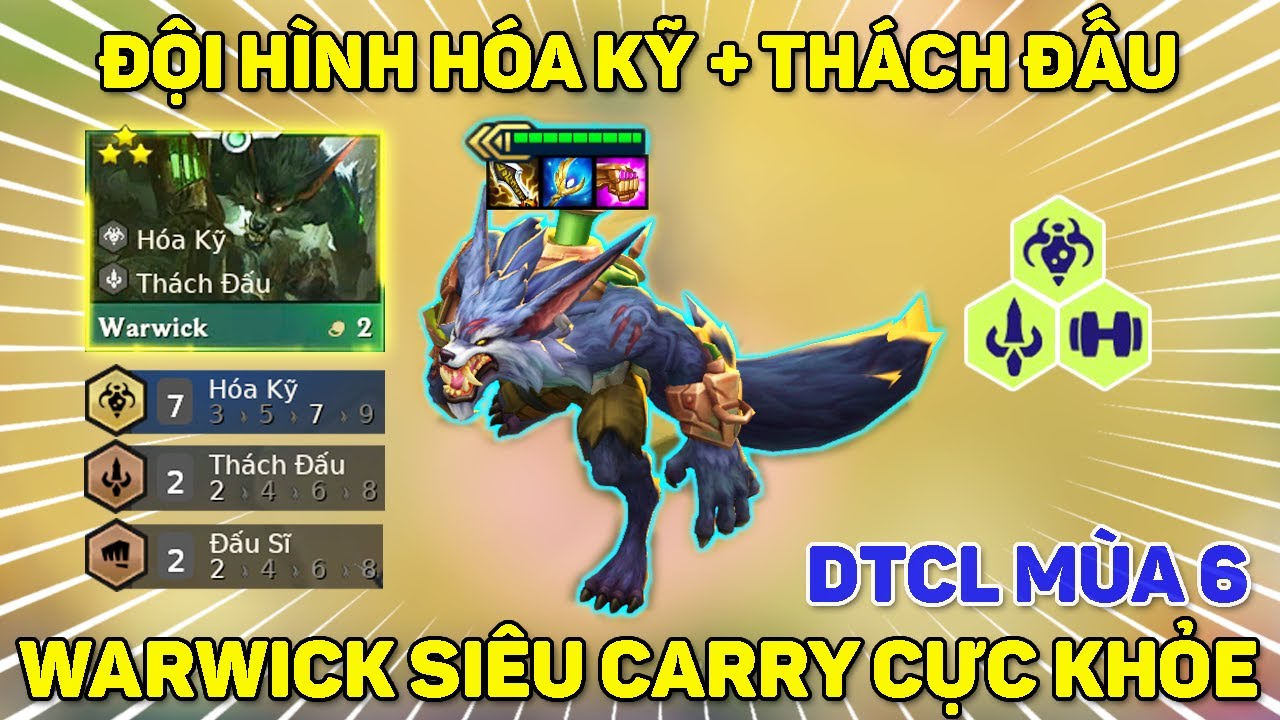 ĐỘI HÌNH HÓA KỸ + THÁCH ĐẤU
Hóa Kỹ
Thách Đấu
Warwick 2
7 Hóa Kỹ
3 › 5 › 7 › 9
2 Thách Đấu
2 › 4 › 6 › 8
2 Đấu Sĩ
2 › 4 › 6 › 8
DTCL MÙA 6
WARWICK SIÊU CARRY CỰC KHỎE